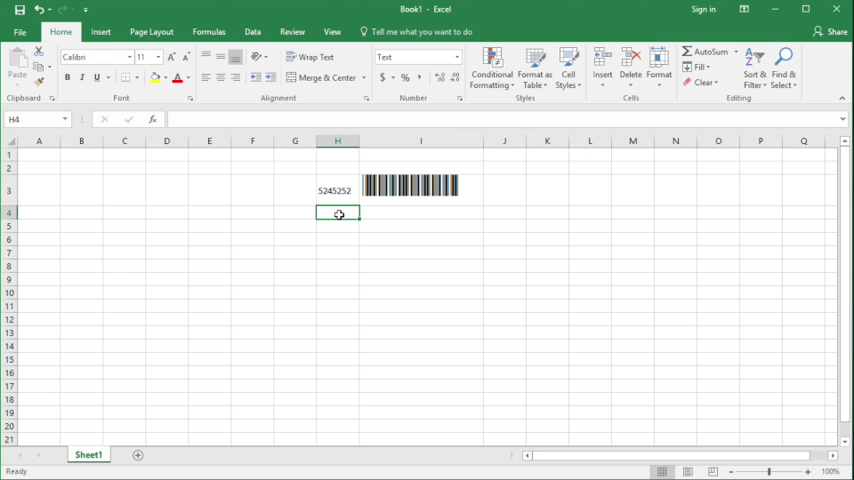 Book1 - Excel
Sign in
File Home Insert Page Layout Formulas Data Review View Tell me what you want to do Share
Calibri 11 Wrap Text Text AutoSum
Paste B I U Merge & Center $ % Conditional Formatting Format as Table Cell Styles Insert Delete Format Fill Clear Sort & Filter Find & Select
Clipboard Font Alignment Number Styles Cells Editing
H4 fx
A B C D E F G H I J K L M N O P Q
1
2
3 5245252
4
5
6
7
8
9
10
11
12
13
14
15
16
17
18
19
20
21
Sheet1
Ready 100%